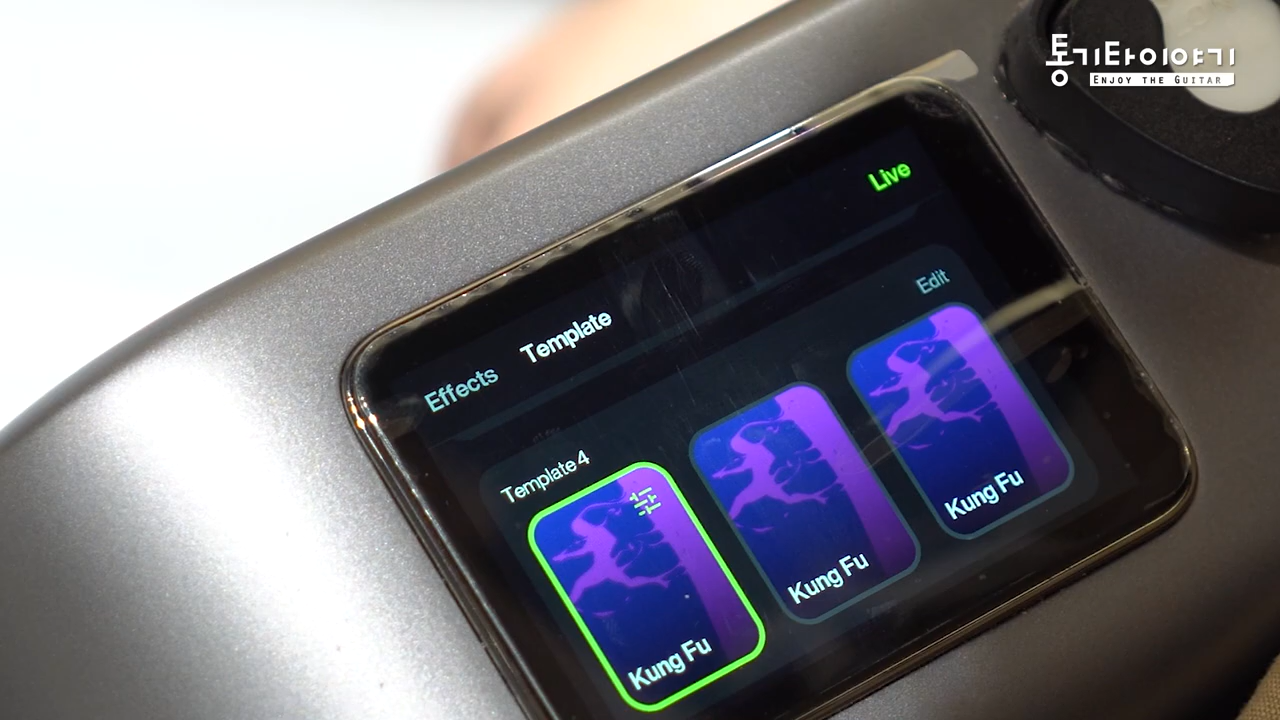 통기타이야기
ENJOY THE GUITAR
Live
Effects Template
Edit
Template 4
Kung Fu
Kung Fu
Kung Fu